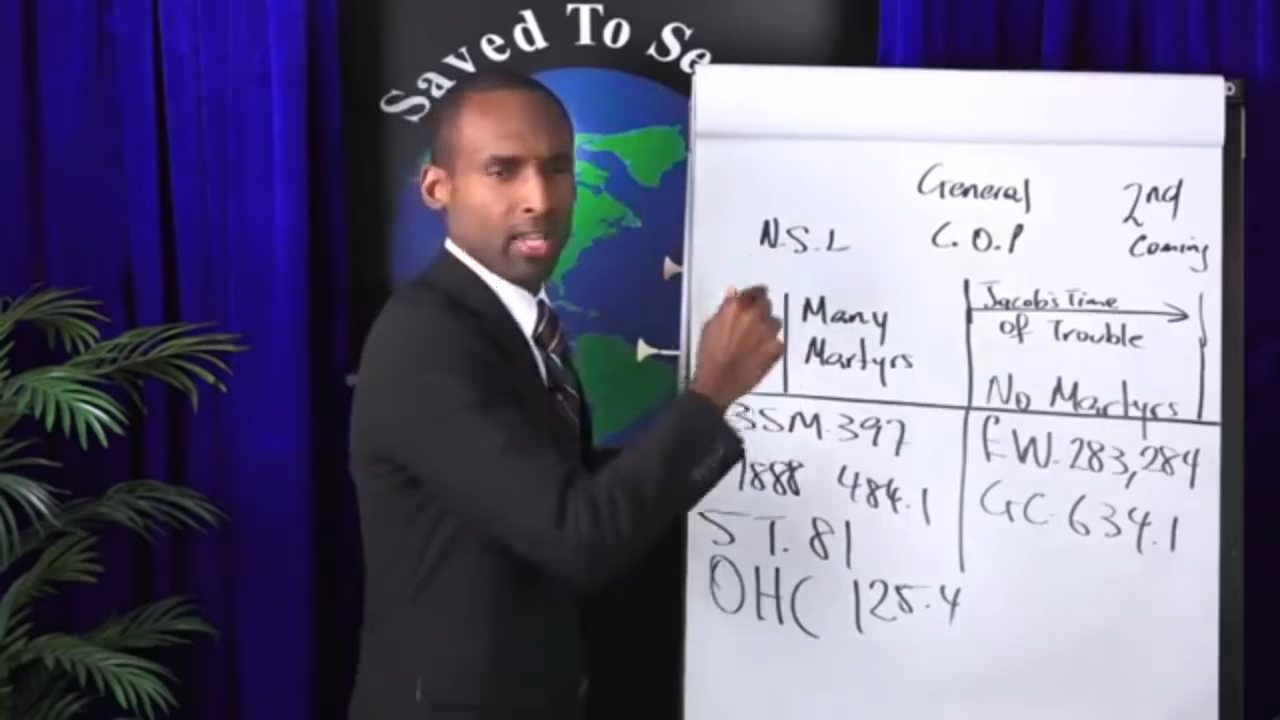 Saved To Se
General
2nd
N.S.L
C.O.P
Coming
Many
Martyrs
Jacob's Time
of Trouble
No Martyrs
3SM.397
1888 484.1
5T.81
OHC 125.4
EW.283,284
GC.634.1